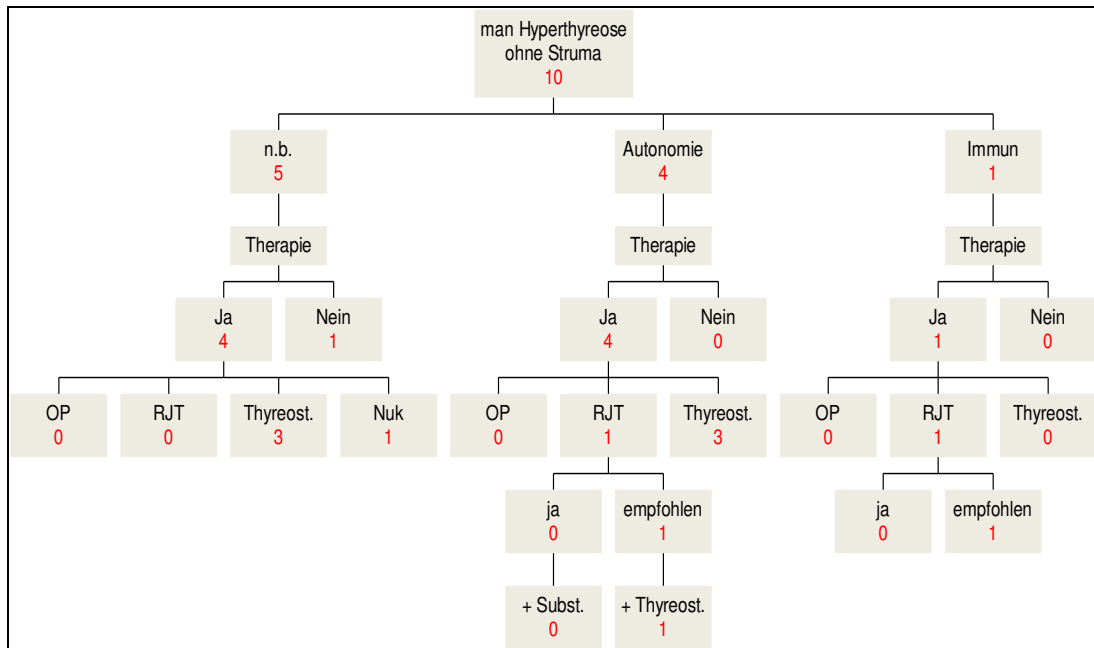 man Hyperthyreose
ohne Struma
10
n.b.
5
Autonomie
4
Immun
1
Therapie
Therapie
Therapie
Ja
4
Nein
1
Ja
4
Nein
0
Ja
1
Nein
0
OP
0
RJT
0
Thyreost.
3
Nuk
1
OP
0
RJT
1
Thyreost.
3
OP
0
RJT
1
Thyreost.
0
ja
0
empfohlen
1
ja
0
empfohlen
1
+ Subst.
0
+ Thyreost.
1